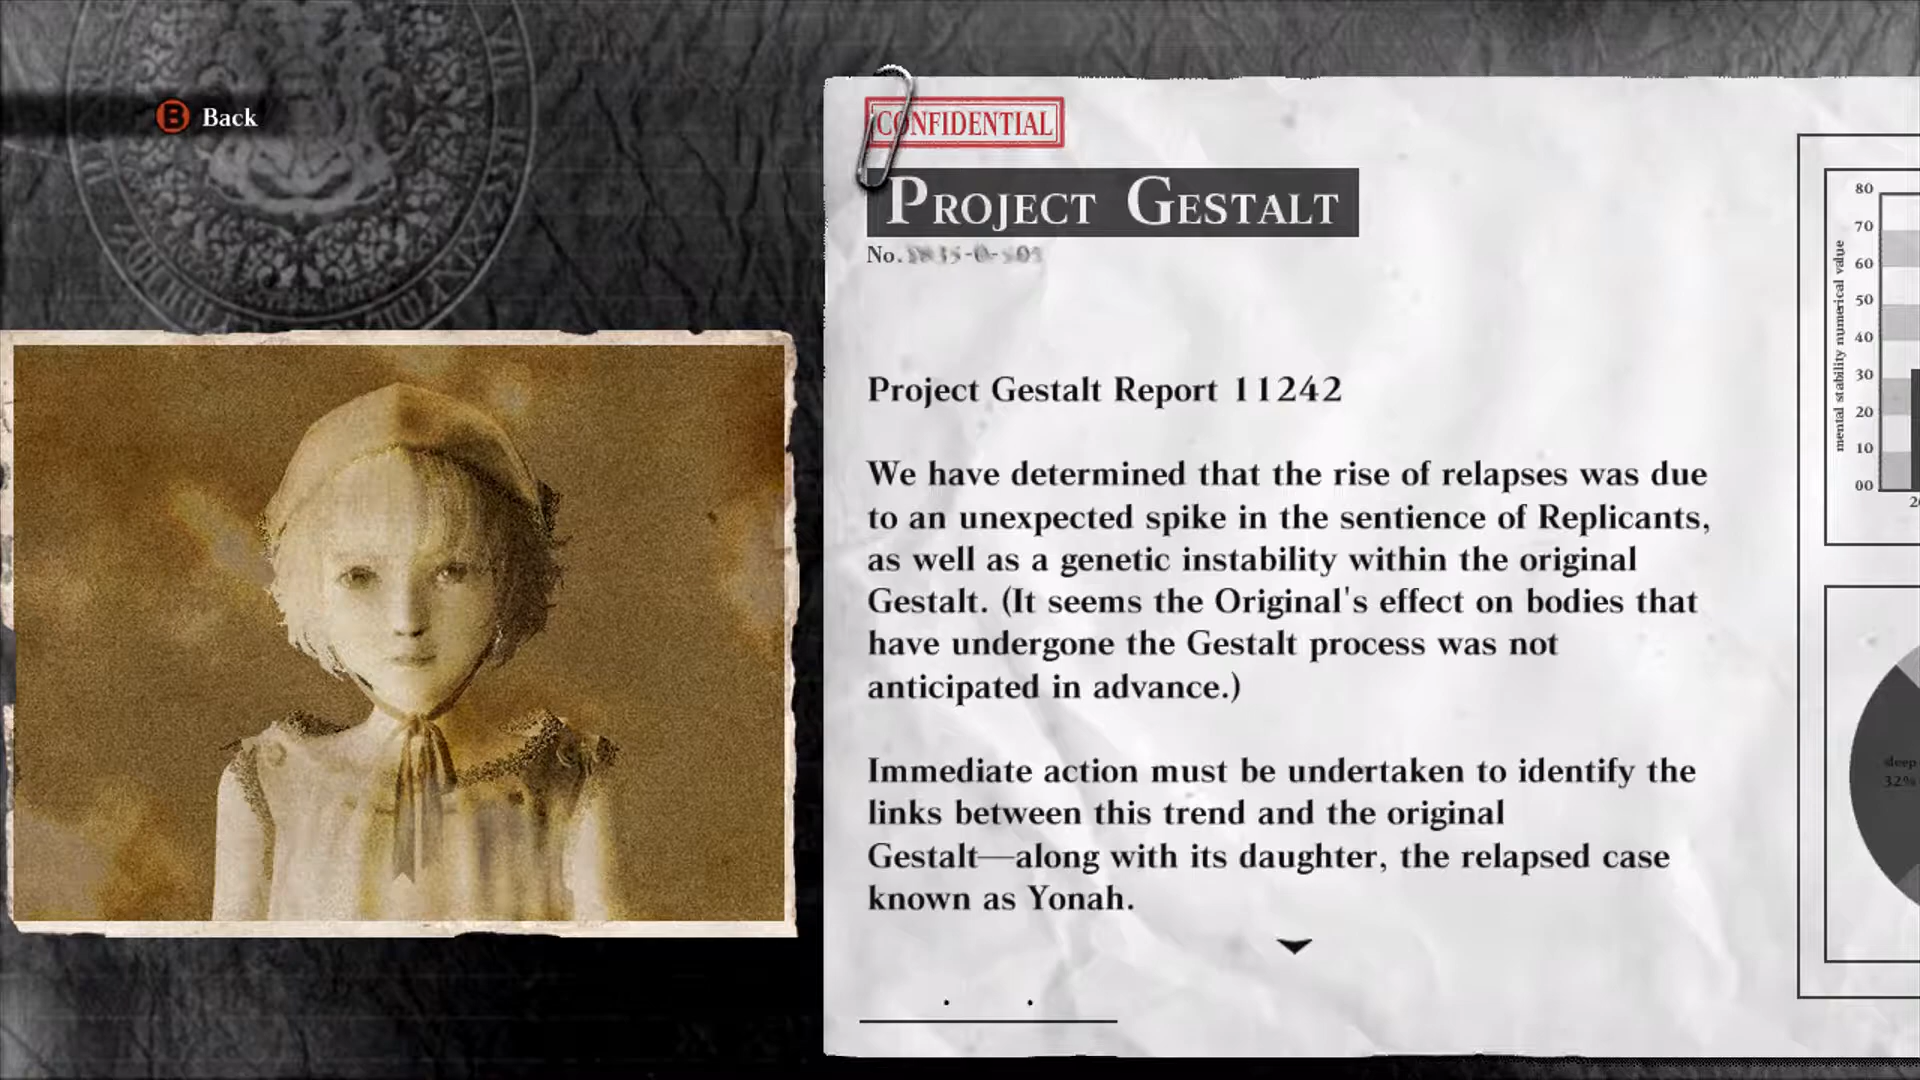 Back
CONFIDENTIAL
PROJECT GESTALT
No.
Project Gestalt Report 11242
We have determined that the rise of relapses was due
to an unexpected spike in the sentience of Replicants,
as well as a genetic instability within the original
Gestalt. (It seems the Original's effect on bodies that
have undergone the Gestalt process was not
anticipated in advance.)
Immediate action must be undertaken to identify the
links between this trend and the original
Gestalt—along with its daughter, the relapsed case
known as Yonah.
mental stability numerical value
80
70
60
50
40
30
20
10
00
sleep
32%